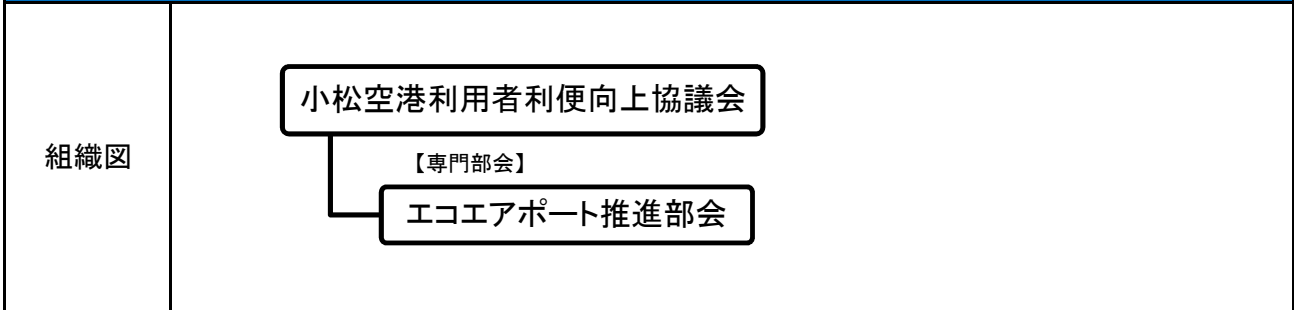 組織図
小松空港利用者利便向上協議会
【専門部会】
エコエアポート推進部会